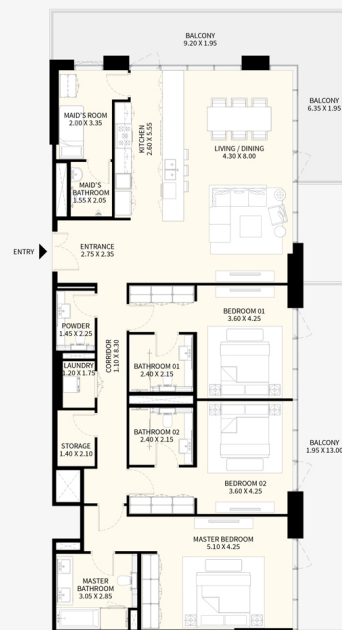 BALCONY
9.20 X 1.95
BALCONY
6.35 X 1.95
MAID'S ROOM
2.00 X 3.35
KITCHEN
2.60 X 5.55
LIVING / DINING
4.30 X 8.00
MAID'S
BATHROOM
1.55 X 2.05
ENTRY
ENTRANCE
2.75 X 2.35
BEDROOM 01
3.60 X 4.25
POWDER
1.45 X 2.25
CORRIDOR
1.10 X 8.30
LAUNDRY
1.20 X 1.75
BATHROOM 01
2.40 X 2.15
BATHROOM 02
2.40 X 2.15
STORAGE
1.40 X 2.10
BALCONY
1.95 X 13.00
BEDROOM 02
3.60 X 4.25
MASTER BEDROOM
5.10 X 4.25
MASTER
BATHROOM
3.05 X 2.85